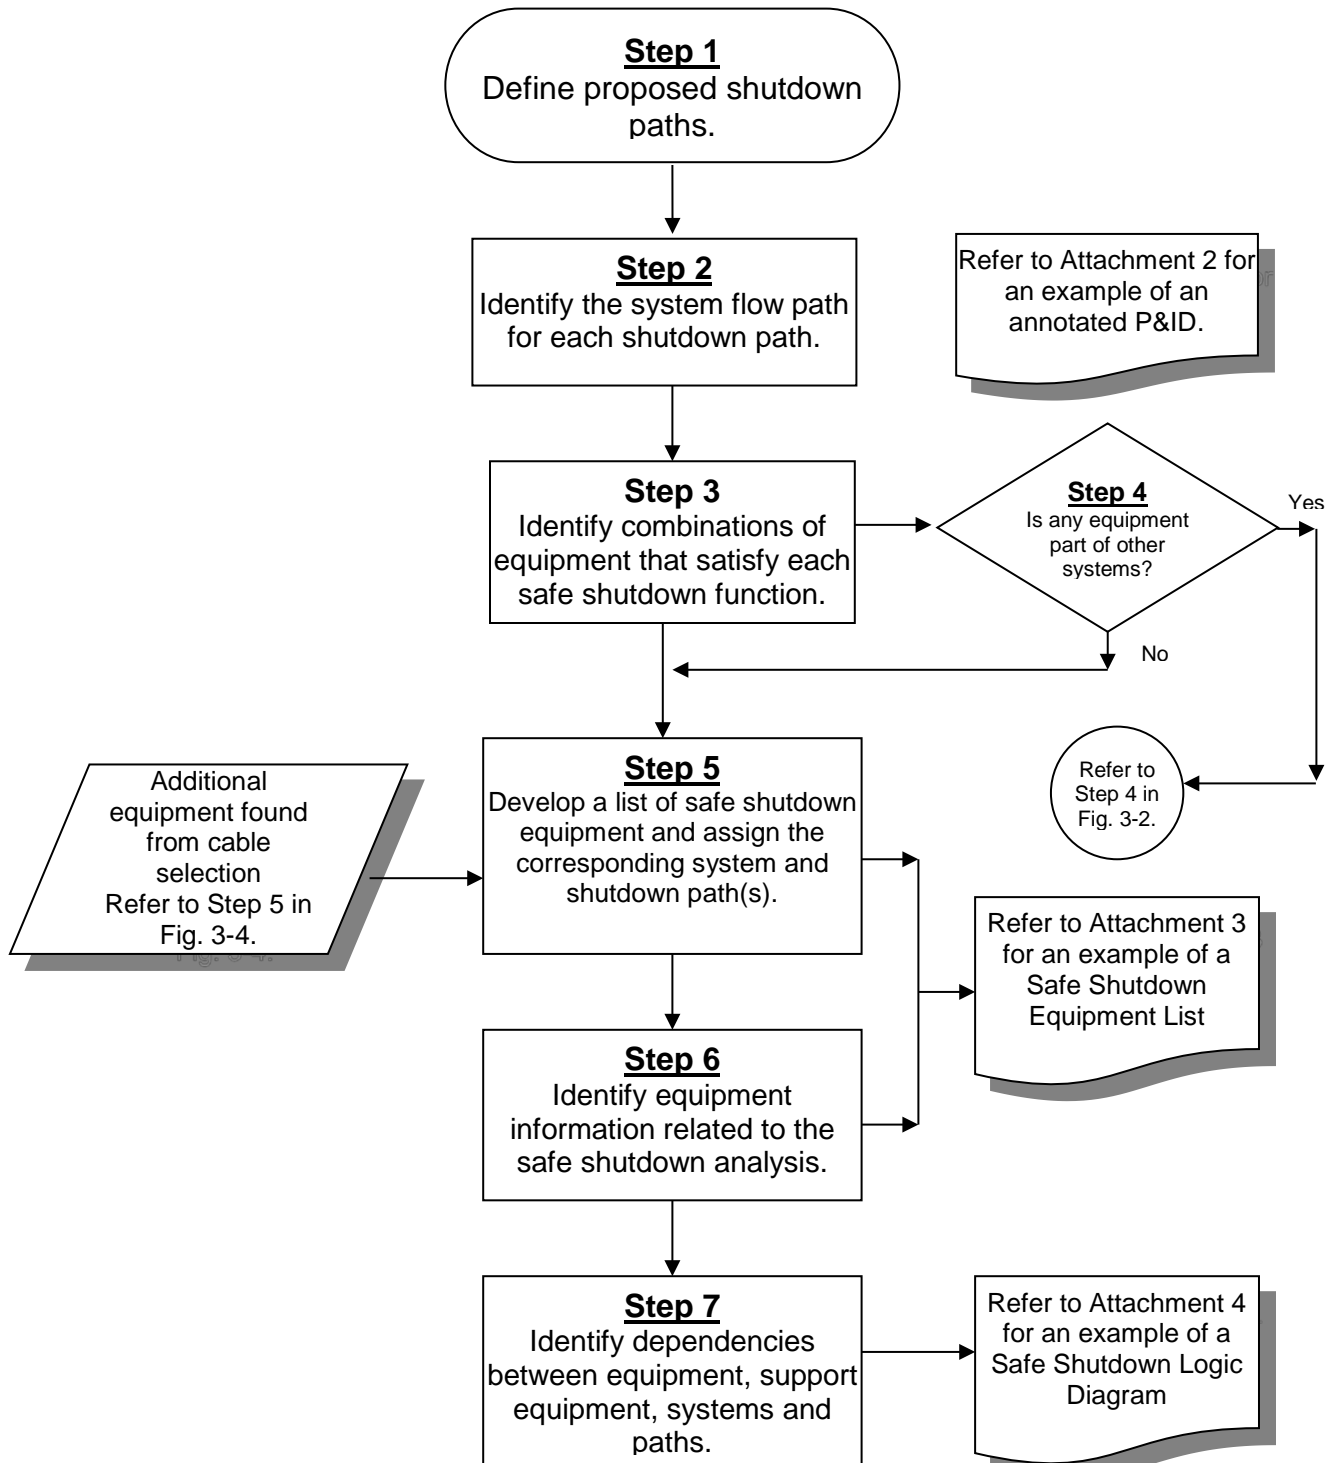 Step 1
Define proposed shutdown
paths.
Step 2
Identify the system flow path
for each shutdown path.
Refer to Attachment 2 for
an example of an
annotated P&ID.
Step 3
Identify combinations of
equipment that satisfy each
safe shutdown function.
Step 4
Is any equipment
part of other
systems?
Yes
No
Refer to
Step 4 in
Fig. 3-2.
Additional
equipment found
from cable
selection
Refer to Step 5 in
Fig. 3-4.
Step 5
Develop a list of safe shutdown
equipment and assign the
corresponding system and
shutdown path(s).
Refer to Attachment 3
for an example of a
Safe Shutdown
Equipment List
Step 6
Identify equipment
information related to the
safe shutdown analysis.
Step 7
Identify dependencies
between equipment, support
equipment, systems and
paths.
Refer to Attachment 4
for an example of a
Safe Shutdown Logic
Diagram